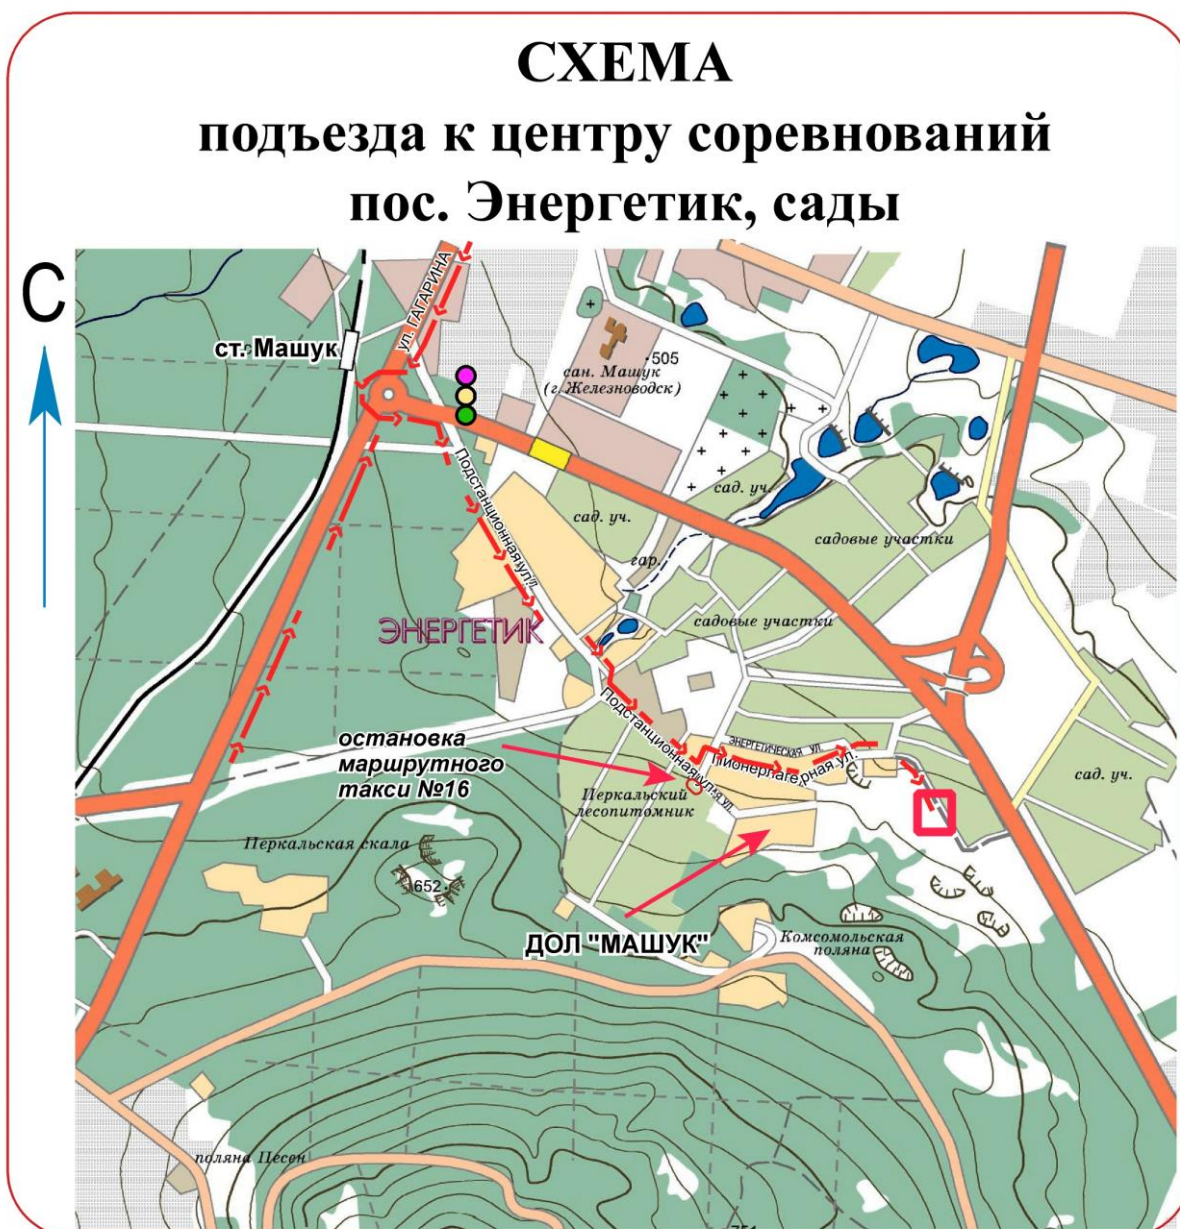 СХЕМА
подъезда к центру соревнований
пос. Энергетик, сады
С
ул. ГАГАРИНА
ст. Машук
505
сан. Машук
(г. Железноводск)
Подстанционная ул.
сад. уч.
сад. уч.
садовые участки
гар.
ЭНЕРГЕТИК
садовые участки
Подстанционная ул.
ЭНЕРГЕТИЧЕСКАЯ УЛ.
Пионерлагерная ул.
остановка
маршрутного
такси №16
Перкальский
лесопитомник
сад. уч.
Перкальская скала
652
ДОЛ "МАШУК"
Комсомольская
поляна
поляна Песен
751